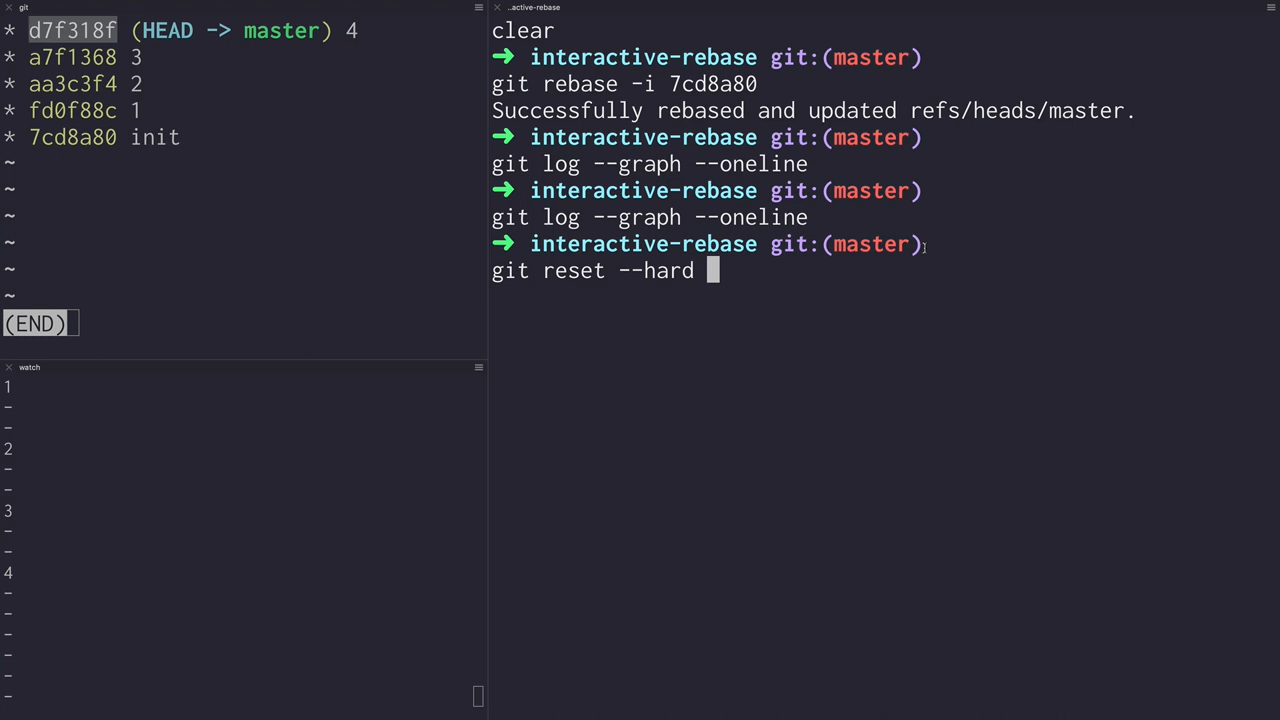 git
* d7f318f (HEAD -> master) 4
* a7f1368 3
* aa3c3f4 2
* fd0f88c 1
* 7cd8a80 init
~
~
~
~
~
~
(END)
watch
1
-
-
2
-
-
3
-
-
4
-
-
-
-
-
-
..active-rebase
clear
➜ interactive-rebase git:(master)
git rebase -i 7cd8a80
Successfully rebased and updated refs/heads/master.
➜ interactive-rebase git:(master)
git log --graph --oneline
➜ interactive-rebase git:(master)
git log --graph --oneline
➜ interactive-rebase git:(master)
git reset --hard